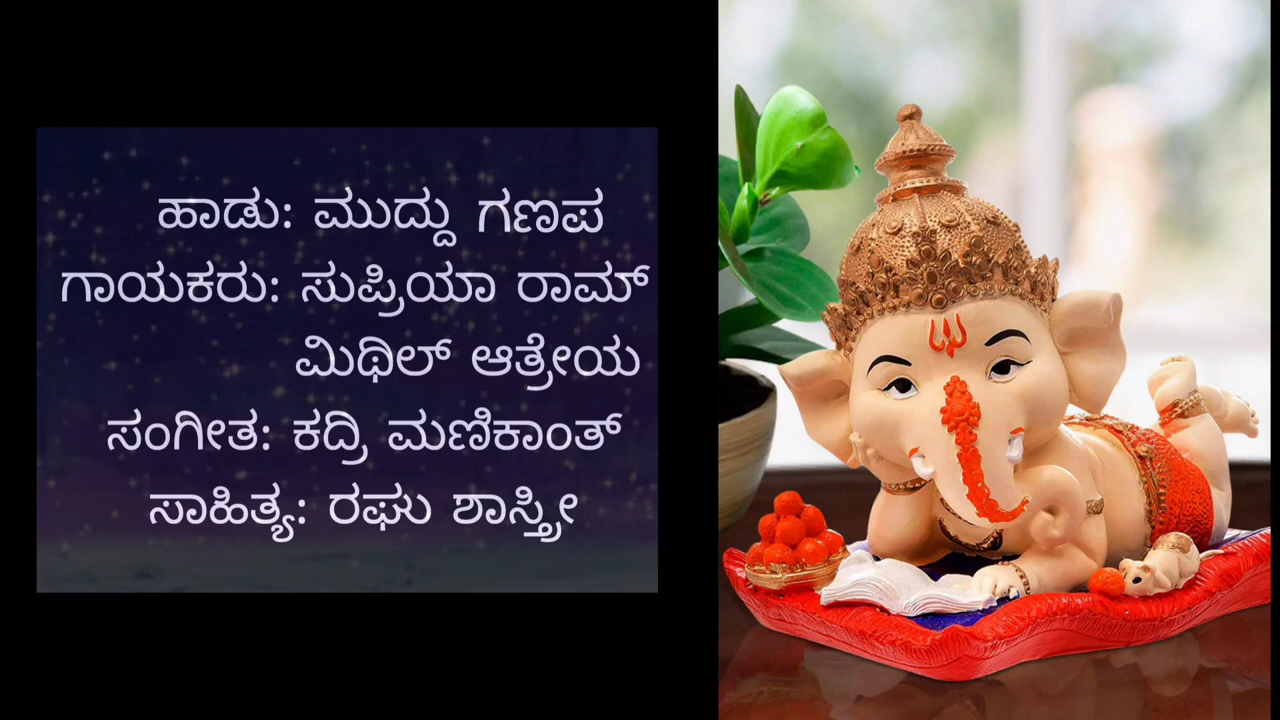 ಹಾಡು: ಮುದ್ದು ಗಣಪ
ಗಾಯಕರು: ಸುಪ್ರಿಯಾ ರಾಮ್
ಮಿಥಿಲ್ ಆತ್ರೇಯ
ಸಂಗೀತ: ಕದ್ರಿ ಮಣಿಕಾಂತ್
ಸಾಹಿತ್ಯ: ರಘು ಶಾಸ್ತ್ರೀ